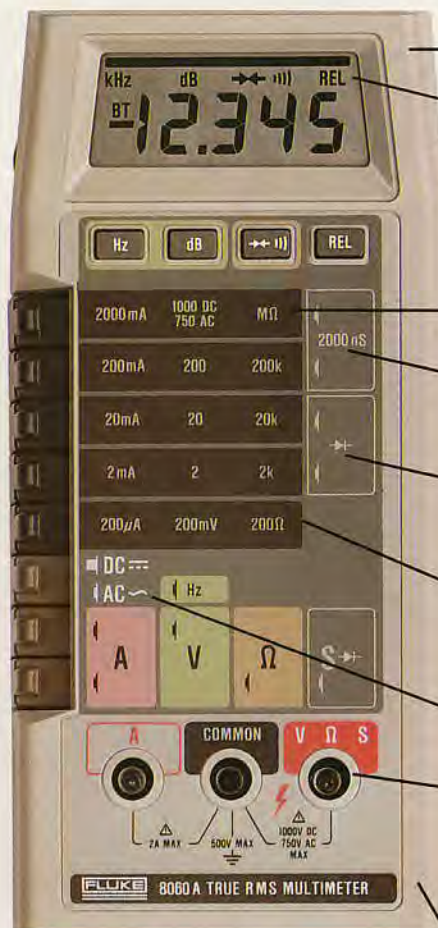 kHz dB REL
BT
-12.345
Hz dB REL
2000mA 1000 DC 750 AC MΩ
2000 nS
200mA 200 200k
20mA 20 20k
2mA 2 2k
200µA 200mV 200Ω
DC
AC Hz
A V Ω S
A COMMON V Ω S
2A MAX 500V MAX 1000V DC 750V AC MAX
FLUKE 8060A TRUE RMS MULTIMETER